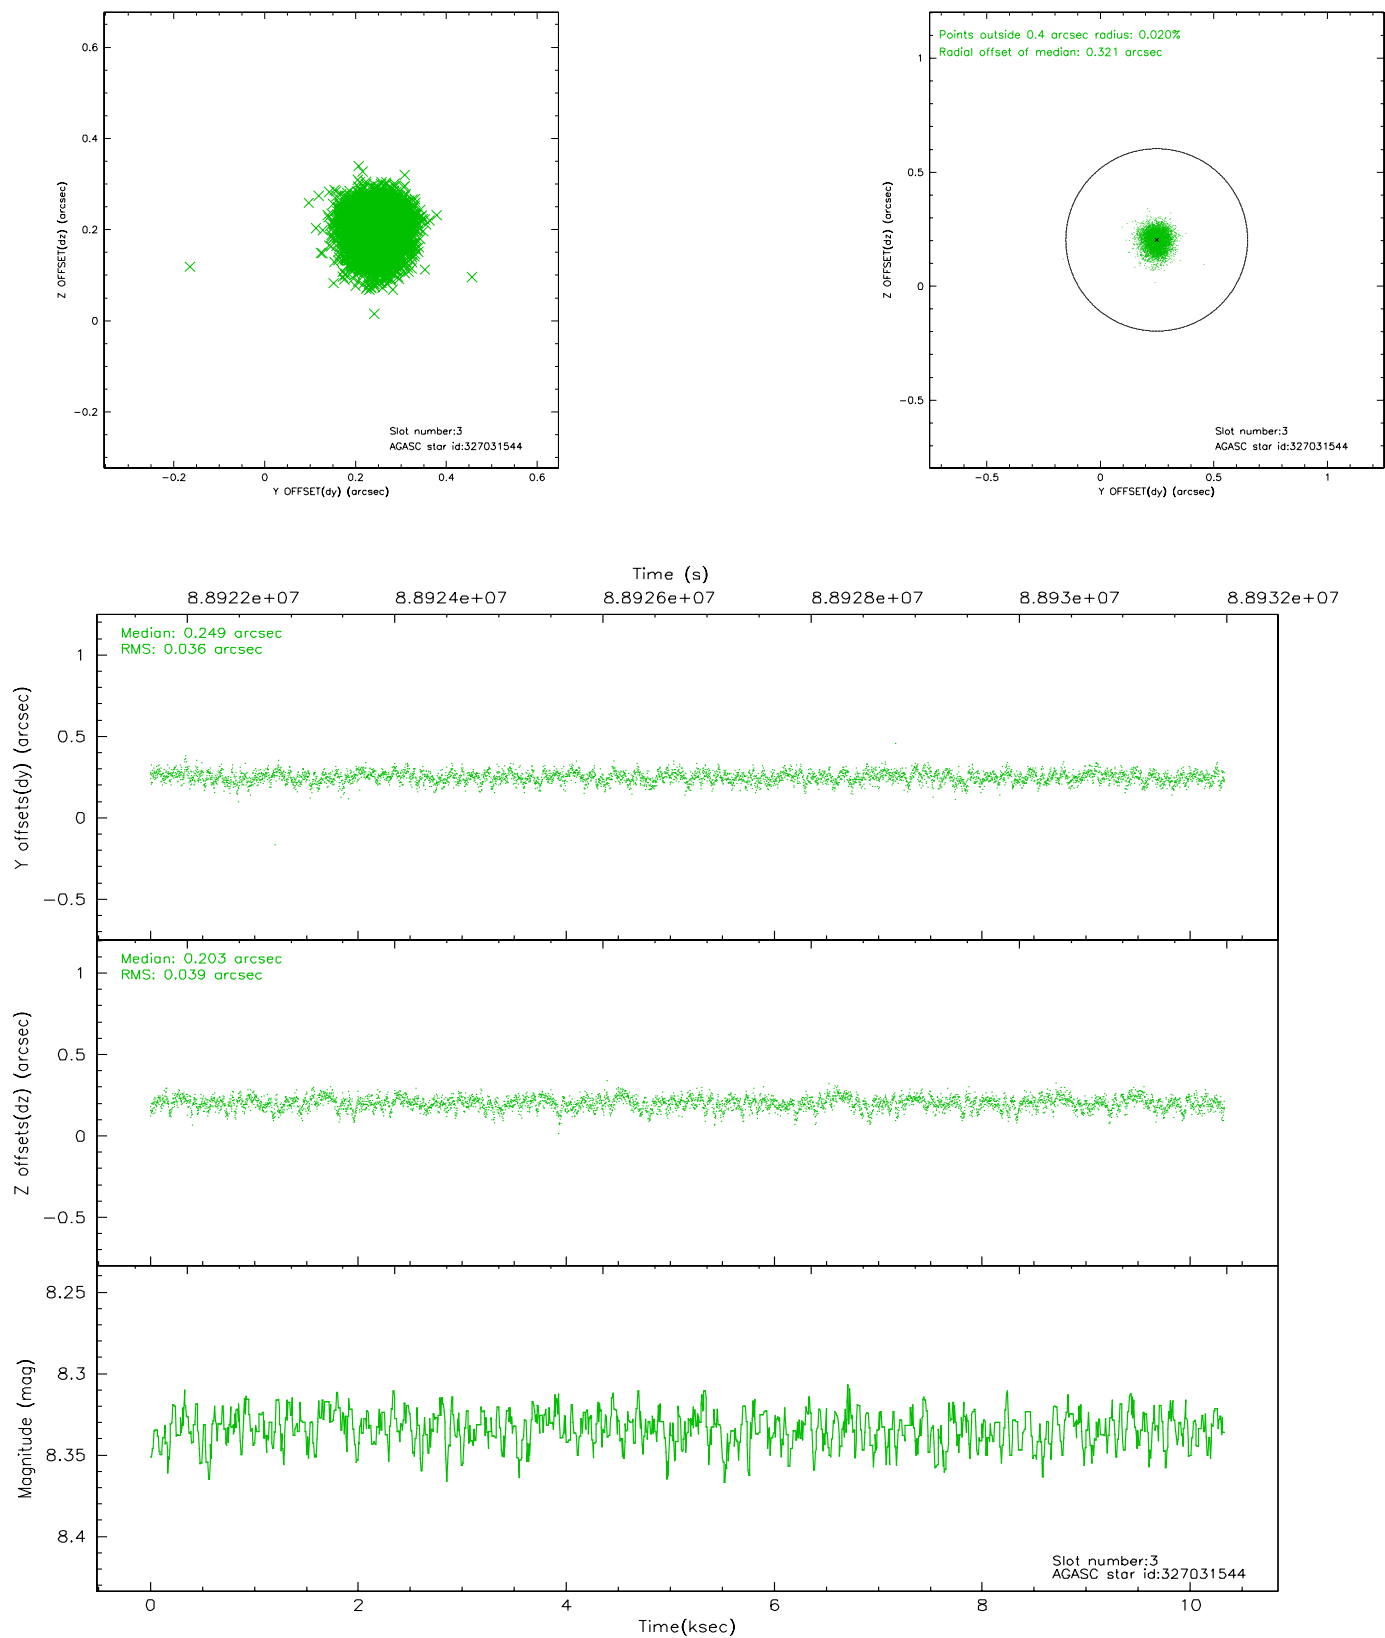 0.6
0.4
0.2
0
−0.2
Z OFFSET(dz) (arcsec)
Slot number:3
AGASC star id:327031544
−0.2 0 0.2 0.4 0.6
Y OFFSET(dy) (arcsec)
Points outside 0.4 arcsec radius: 0.020%
Radial offset of median: 0.321 arcsec
1
0.5
0
−0.5
Z OFFSET(dz) (arcsec)
Slot number:3
AGASC star id:327031544
−0.5 0 0.5 1
Y OFFSET(dy) (arcsec)
Time (s)
8.8922e+07 8.8924e+07 8.8926e+07 8.8928e+07 8.893e+07 8.8932e+07
Median: 0.249 arcsec
RMS: 0.036 arcsec
1
0.5
0
−0.5
Y offsets(dy) (arcsec)
Median: 0.203 arcsec
RMS: 0.039 arcsec
1
0.5
0
−0.5
Z offsets(dz) (arcsec)
8.25
8.3
8.35
8.4
Magnitude (mag)
Slot number:3
AGASC star id:327031544
0 2 4 6 8 10
Time(ksec)